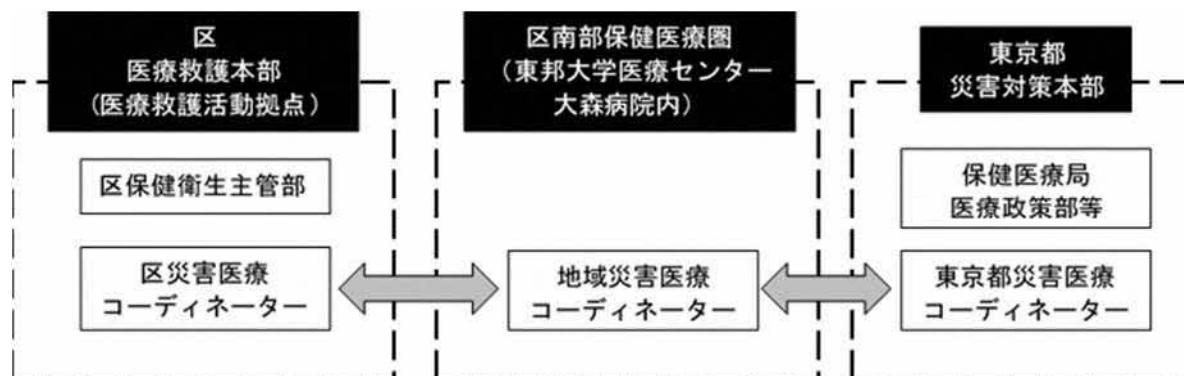 区
医療救護本部
(医療救護活動拠点)
区保健衛生主管部
区災害医療
コーディネーター
区南部保健医療圏
(東邦大学医療センター
大森病院内)
地域災害医療
コーディネーター
東京都
災害対策本部
保健医療局
医療政策部等
東京都災害医療
コーディネーター